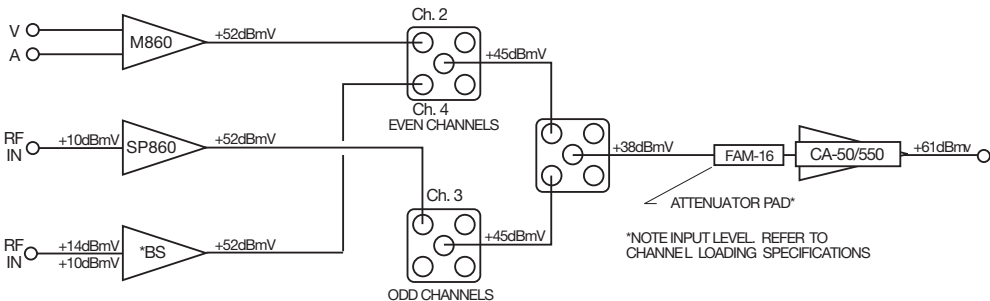 Ch. 2
V
A
M860
+52dBmV
+45dBmV
Ch. 4
EVEN CHANNELS
RF
IN
+10dBmV
SP860
+52dBmV
+38dBmV
FAM-16
CA-50/550
+61dBmv
Ch. 3
ATTENUATOR PAD*
*NOTE INPUT LEVEL. REFER TO
CHANNEL LOADING SPECIFICATIONS
RF
IN
+14dBmV
+10dBmV
*BS
+52dBmV
+45dBmV
ODD CHANNELS